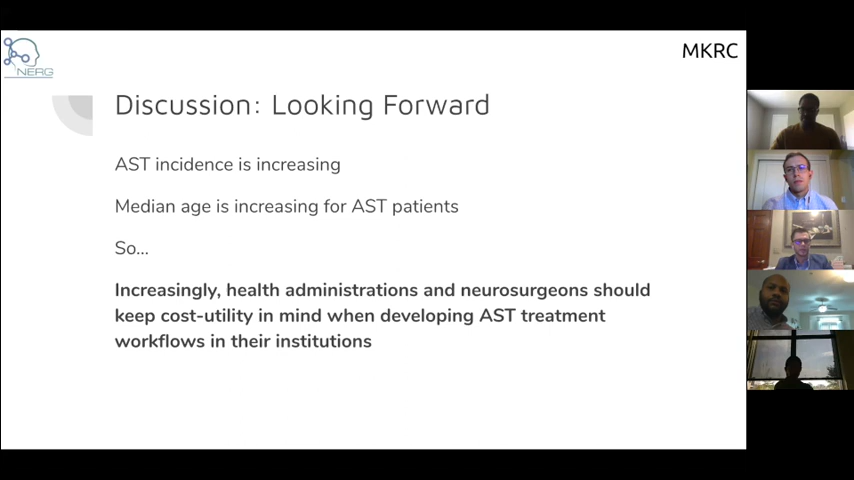 NERG
MKRC
Discussion: Looking Forward
AST incidence is increasing
Median age is increasing for AST patients
So...
Increasingly, health administrations and neurosurgeons should
keep cost-utility in mind when developing AST treatment
workflows in their institutions